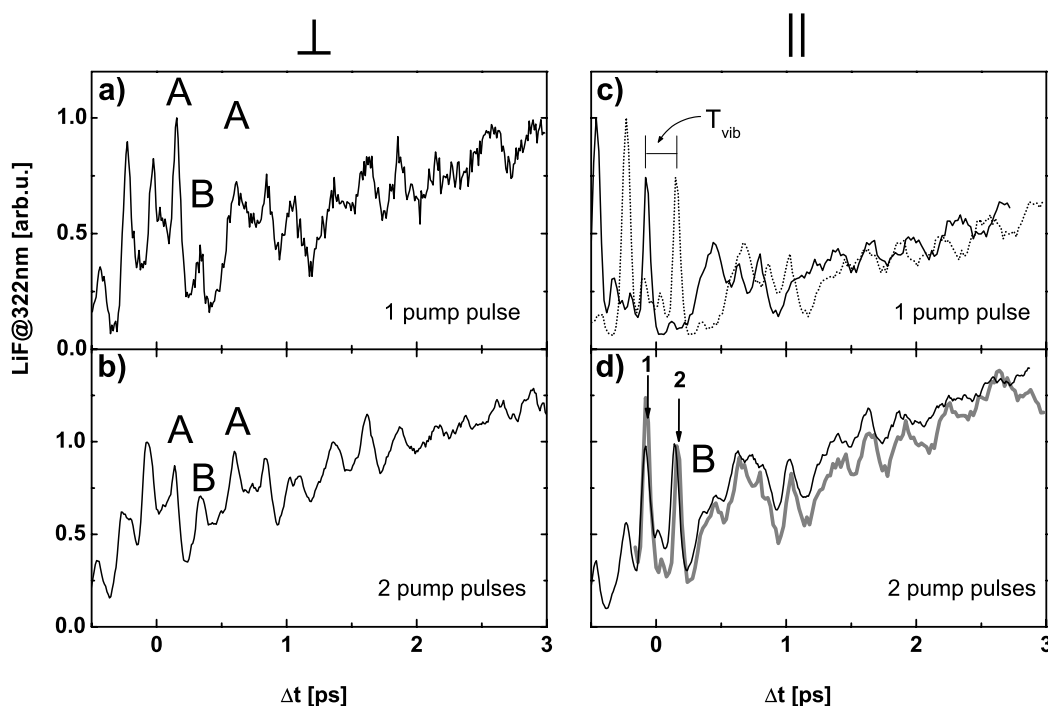 ⊥
||
LiF@322nm [arb.u.]
a)
A
A
B
1 pump pulse
1.0
0.5
0.0
c)
T_vib
1 pump pulse
b)
A
A
B
2 pump pulses
1.0
0.5
0.0
0 1 2 3
Δt [ps]
d)
1
2
B
2 pump pulses
0 1 2 3
Δt [ps]